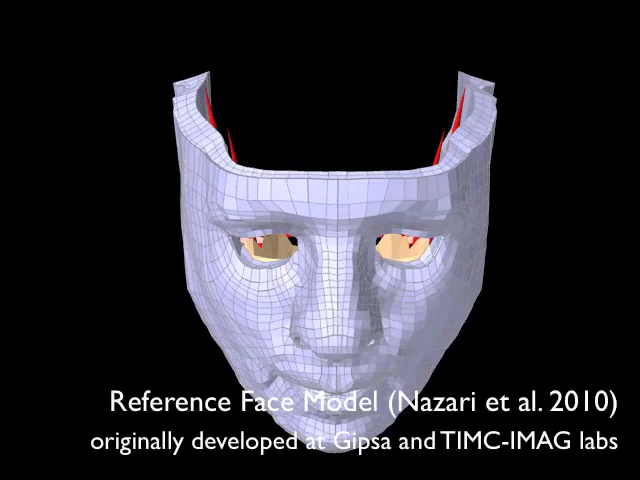 Reference Face Model (Nazari et al. 2010)
originally developed at Gipsa and TIMC-IMAG labs